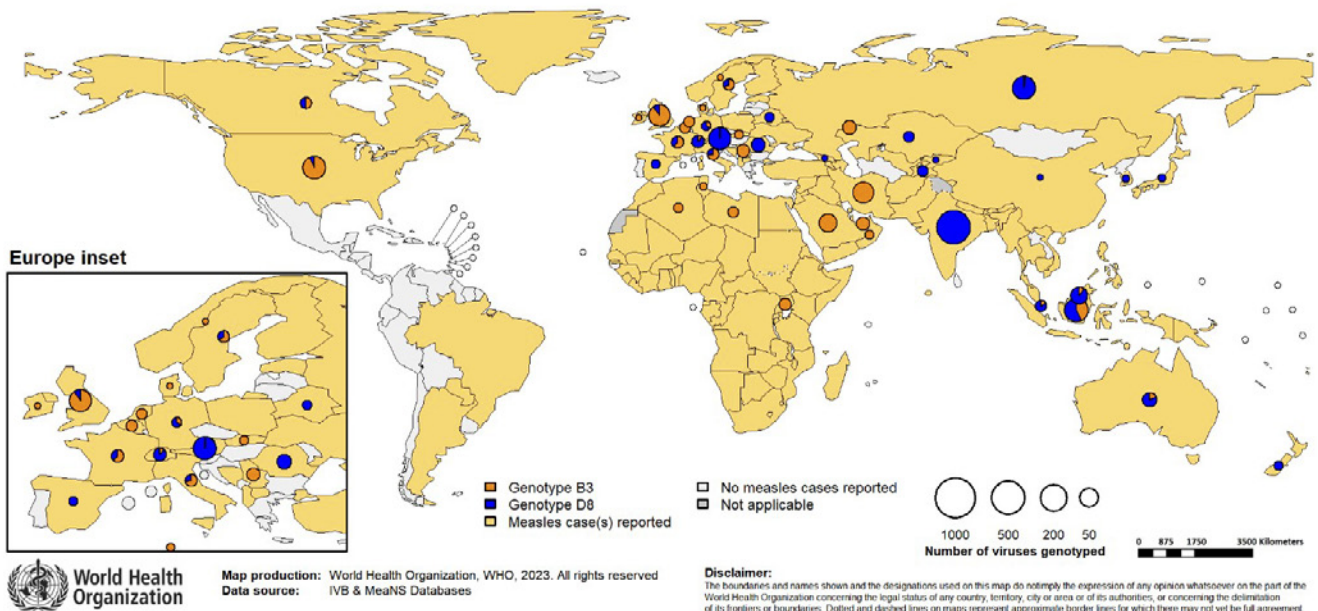 Europe inset
Genotype B3
Genotype D8
Measles case(s) reported
No measles cases reported
Not applicable
1000 500 200 50
Number of viruses genotyped
0 875 1750 3500 Kilometers
World Health
Organization
Map production: World Health Organization, WHO, 2023. All rights reserved
Data source: IVB & MeaNS Databases
Disclaimer:
The boundaries and names shown and the designations used on this map do notimply the expression of any opinion whatsoever on the part of the
World Health Organization concerning the legal status of any country, territory, city or area or of its authorities, or concerning the delimitation
of its frontiers or boundaries. Dotted and dashed lines on maps represent approximate border lines for which there may not yet be full agreement